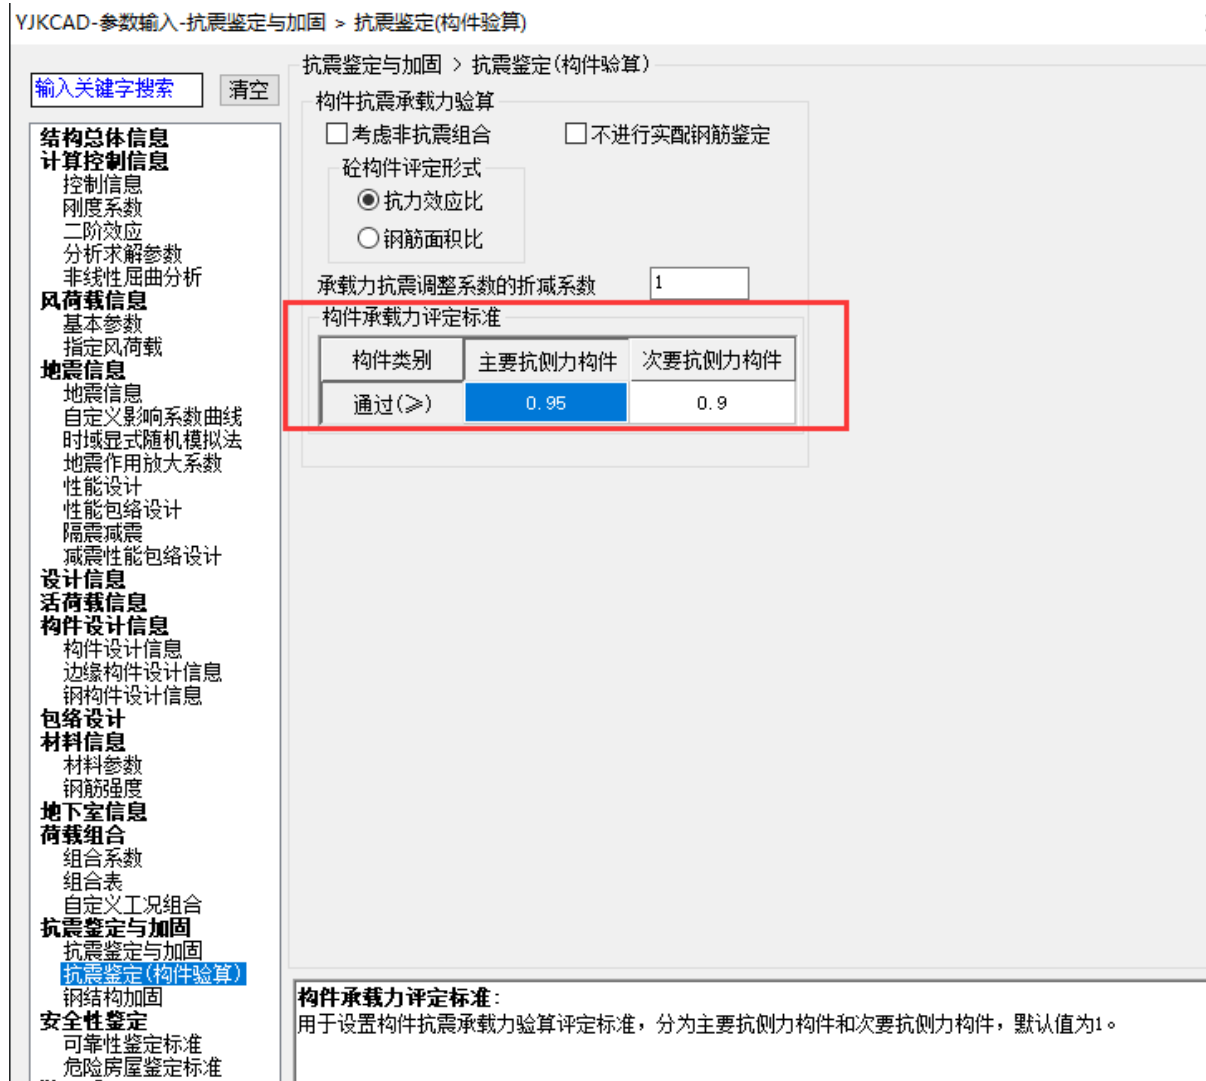 YJKCAD-参数输入-抗震鉴定与加固 > 抗震鉴定(构件验算)
输入关键字搜索
清空
结构总体信息
计算控制信息
控制信息
刚度系数
二阶效应
分析求解参数
非线性屈曲分析
风荷载信息
基本参数
指定风荷载
地震信息
地震信息
自定义影响系数曲线
时域显式随机模拟法
地震作用放大系数
性能设计
性能包络设计
隔震减震
减震性能包络设计
设计信息
活荷载信息
构件设计信息
构件设计信息
边缘构件设计信息
钢构件设计信息
包络设计
材料信息
材料参数
钢筋强度
地下室信息
荷载组合
组合系数
组合表
自定义工况组合
抗震鉴定与加固
抗震鉴定与加固
抗震鉴定(构件验算)
钢结构加固
安全性鉴定
可靠性鉴定标准
危险房屋鉴定标准
抗震鉴定与加固 > 抗震鉴定(构件验算)
构件抗震承载力验算
考虑非抗震组合 不进行实配钢筋鉴定
砼构件评定形式
抗力效应比
钢筋面积比
承载力抗震调整系数的折减系数 1
构件承载力评定标准
构件类别 主要抗侧力构件 次要抗侧力构件
通过(≥) 0.95 0.9
构件承载力评定标准:
用于设置构件抗震承载力验算评定标准，分为主要抗侧力构件和次要抗侧力构件，默认值为1。